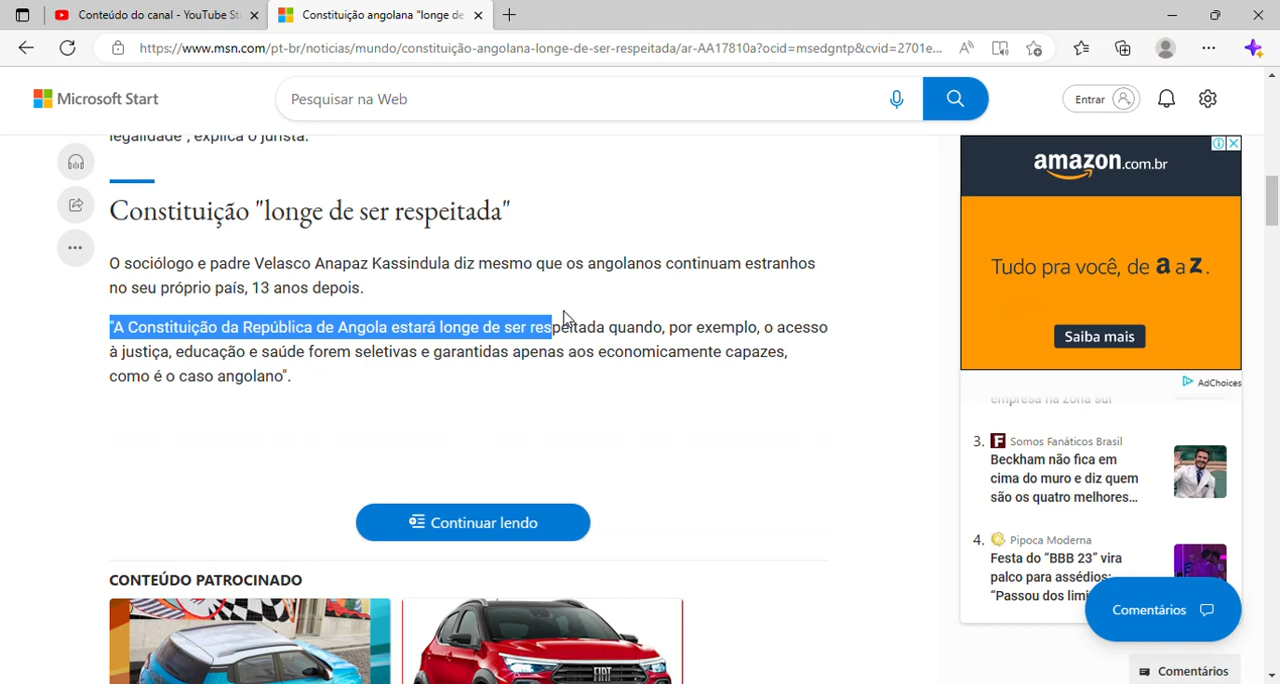 Conteúdo do canal - YouTube St
Constituição angolana "longe de
https://www.msn.com/pt-br/noticias/mundo/constituição-angolana-longe-de-ser-respeitada/ar-AA17810a?ocid=msedgntp&cvid=2701e...
Microsoft Start
Pesquisar na Web
Entrar
legalidade", explica o jurista.
Constituição "longe de ser respeitada"
O sociólogo e padre Velasco Anapaz Kassindula diz mesmo que os angolanos continuam estranhos
no seu próprio país, 13 anos depois.
"A Constituição da República de Angola estará longe de ser respeitada quando, por exemplo, o acesso
à justiça, educação e saúde forem seletivas e garantidas apenas aos economicamente capazes,
como é o caso angolano".
Continuar lendo
CONTEÚDO PATROCINADO
FIAT
amazon.com.br
Tudo pra você, de a a z.
Saiba mais
AdChoices
empresa na zona sul
3. F Somos Fanáticos Brasil
Beckham não fica em
cima do muro e diz quem
são os quatro melhores...
4. Pipoca Moderna
Festa do “BBB 23” vira
palco para assédios:
“Passou dos limi
Comentários
Comentários